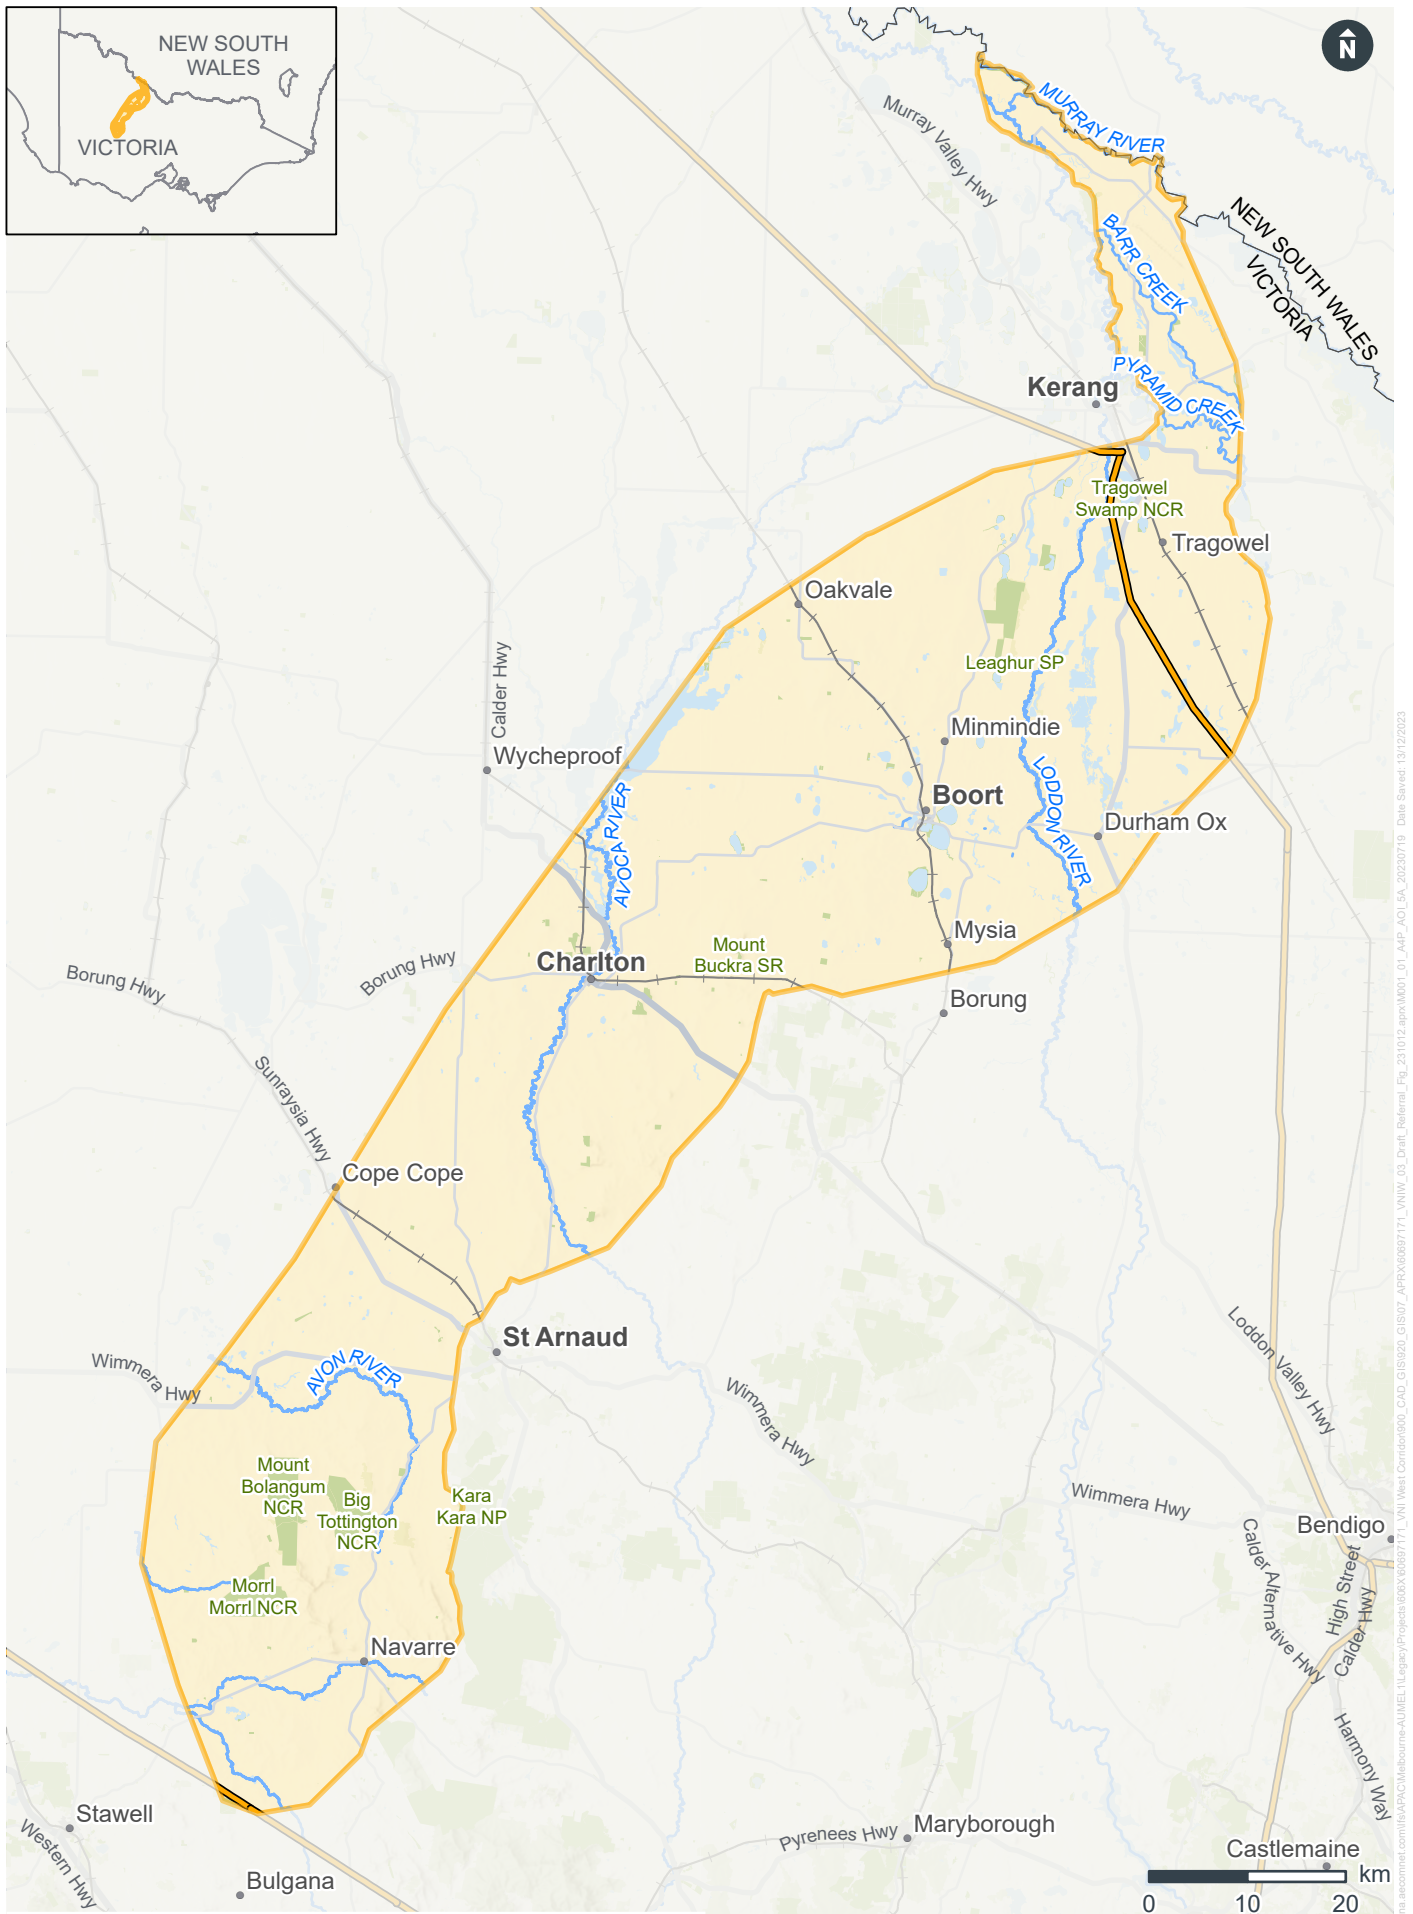 NEW SOUTH
WALES
VICTORIA
N
MURRAY RIVER
Murray Valley Hwy
NEW SOUTH WALES
VICTORIA
BARR CREEK
PYRAMID CREEK
Kerang
Tragowel
Swamp NCR
Tragowel
Oakvale
Calder Hwy
Leaghur SP
Minmindie
Wycheproof
LODDON RIVER
AVOCA RIVER
Boort
Durham Ox
Mysia
Mount
Buckra SR
Charlton
Borung Hwy
Borung Hwy
Borung
Sunraysia Hwy
Cope Cope
St Arnaud
Loddon Valley Hwy
Wimmera Hwy
AVON RIVER
Wimmera Hwy
Mount
Bolangum
NCR
Big
Tottington
NCR
Kara
Kara NP
Wimmera Hwy
Bendigo
Calder Alternative Hwy
High Street
Calder Hwy
Morrl
Morrl NCR
Navarre
Harmony Way
Stawell
Western Hwy
Pyrenees Hwy
Maryborough
Castlemaine
Bulgana
km
0
10
20